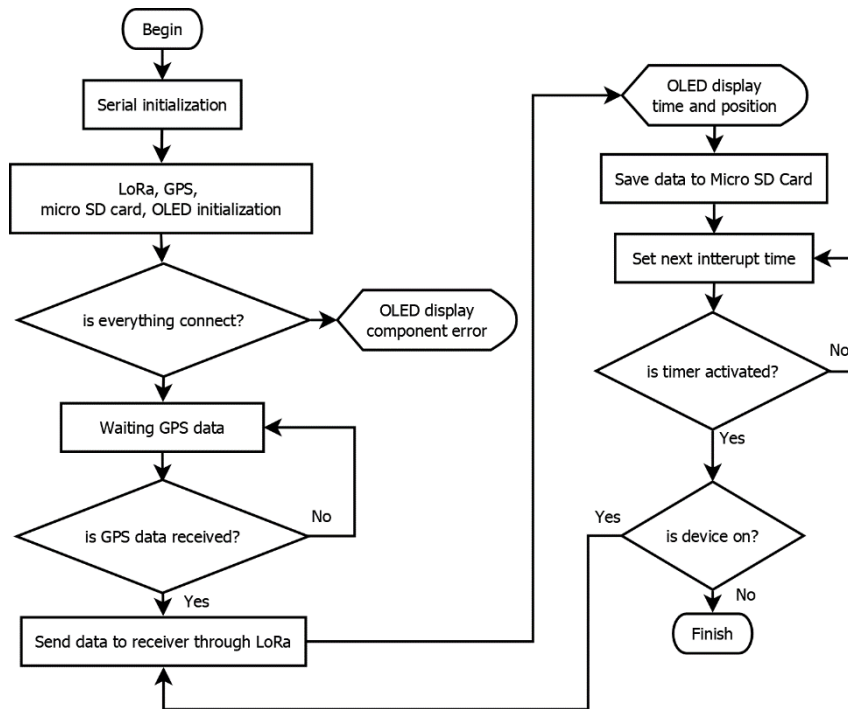 Begin
Serial initialization
LoRa, GPS,
micro SD card, OLED initialization
is everything connect?
OLED display
component error
Waiting GPS data
is GPS data received?
No
Yes
Send data to receiver through LoRa
OLED display
time and position
Save data to Micro SD Card
Set next intterupt time
is timer activated?
No
Yes
is device on?
Yes
No
Finish